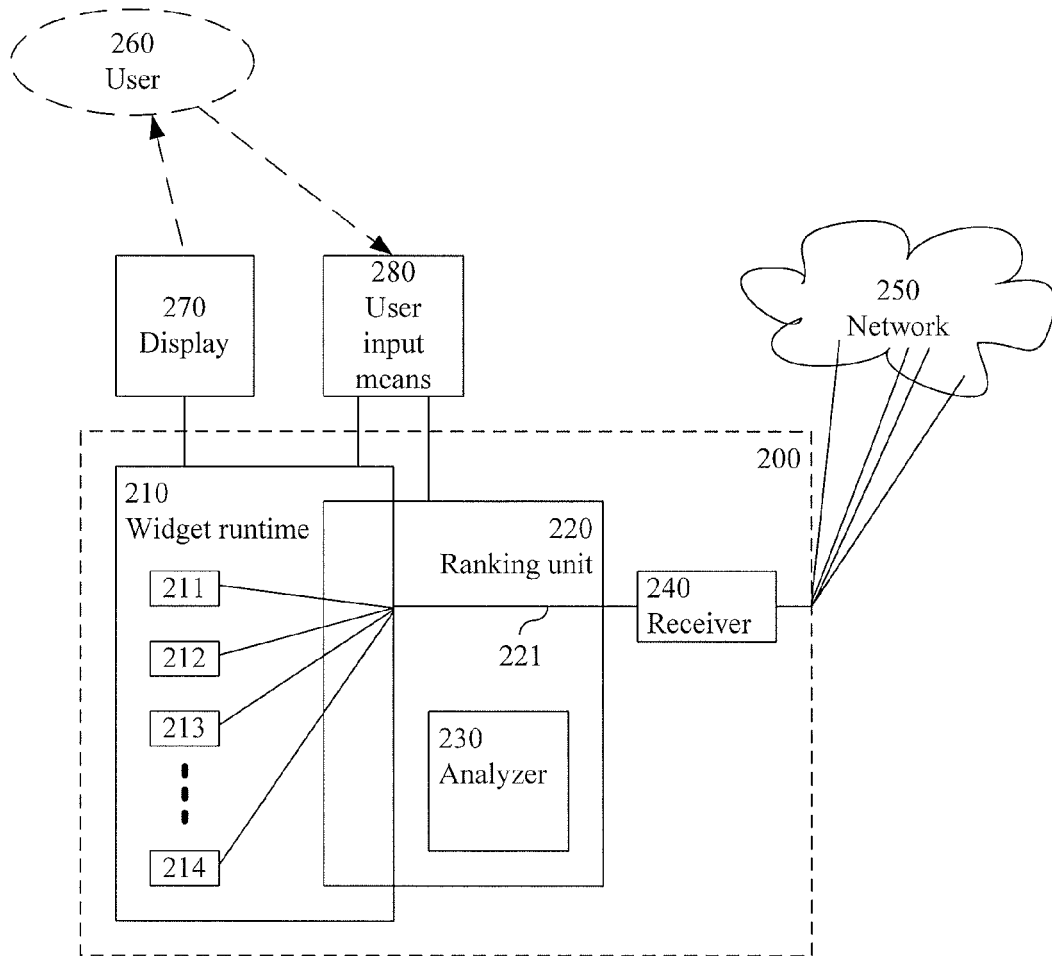 260
User
270
Display
280
User
input
means
250
Network
200
210
Widget runtime
220
Ranking unit
211
212
213
214
221
240
Receiver
230
Analyzer